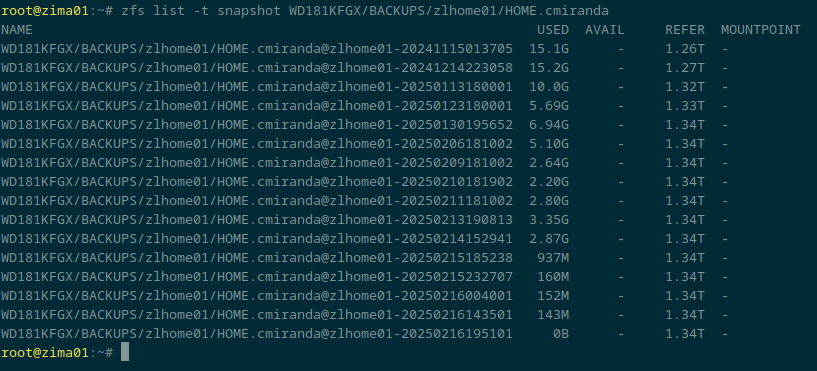 root@zima01:~# zfs list -t snapshot WD181KFGX/BACKUPS/zlhome01/HOME.cmiranda
NAME USED AVAIL REFER MOUNTPOINT
WD181KFGX/BACKUPS/zlhome01/HOME.cmiranda@zlhome01-20241115013705 15.1G - 1.26T -
WD181KFGX/BACKUPS/zlhome01/HOME.cmiranda@zlhome01-20241214223058 15.2G - 1.27T -
WD181KFGX/BACKUPS/zlhome01/HOME.cmiranda@zlhome01-20250113180001 10.0G - 1.32T -
WD181KFGX/BACKUPS/zlhome01/HOME.cmiranda@zlhome01-20250123180001 5.69G - 1.33T -
WD181KFGX/BACKUPS/zlhome01/HOME.cmiranda@zlhome01-20250130195652 6.94G - 1.34T -
WD181KFGX/BACKUPS/zlhome01/HOME.cmiranda@zlhome01-20250206181002 5.10G - 1.34T -
WD181KFGX/BACKUPS/zlhome01/HOME.cmiranda@zlhome01-20250209181002 2.64G - 1.34T -
WD181KFGX/BACKUPS/zlhome01/HOME.cmiranda@zlhome01-20250210181902 2.20G - 1.34T -
WD181KFGX/BACKUPS/zlhome01/HOME.cmiranda@zlhome01-20250211181002 2.80G - 1.34T -
WD181KFGX/BACKUPS/zlhome01/HOME.cmiranda@zlhome01-20250213190813 3.35G - 1.34T -
WD181KFGX/BACKUPS/zlhome01/HOME.cmiranda@zlhome01-20250214152941 2.87G - 1.34T -
WD181KFGX/BACKUPS/zlhome01/HOME.cmiranda@zlhome01-20250215185238 937M - 1.34T -
WD181KFGX/BACKUPS/zlhome01/HOME.cmiranda@zlhome01-20250215232707 160M - 1.34T -
WD181KFGX/BACKUPS/zlhome01/HOME.cmiranda@zlhome01-20250216004001 152M - 1.34T -
WD181KFGX/BACKUPS/zlhome01/HOME.cmiranda@zlhome01-20250216143501 143M - 1.34T -
WD181KFGX/BACKUPS/zlhome01/HOME.cmiranda@zlhome01-20250216195101 0B - 1.34T -
root@zima01:~#